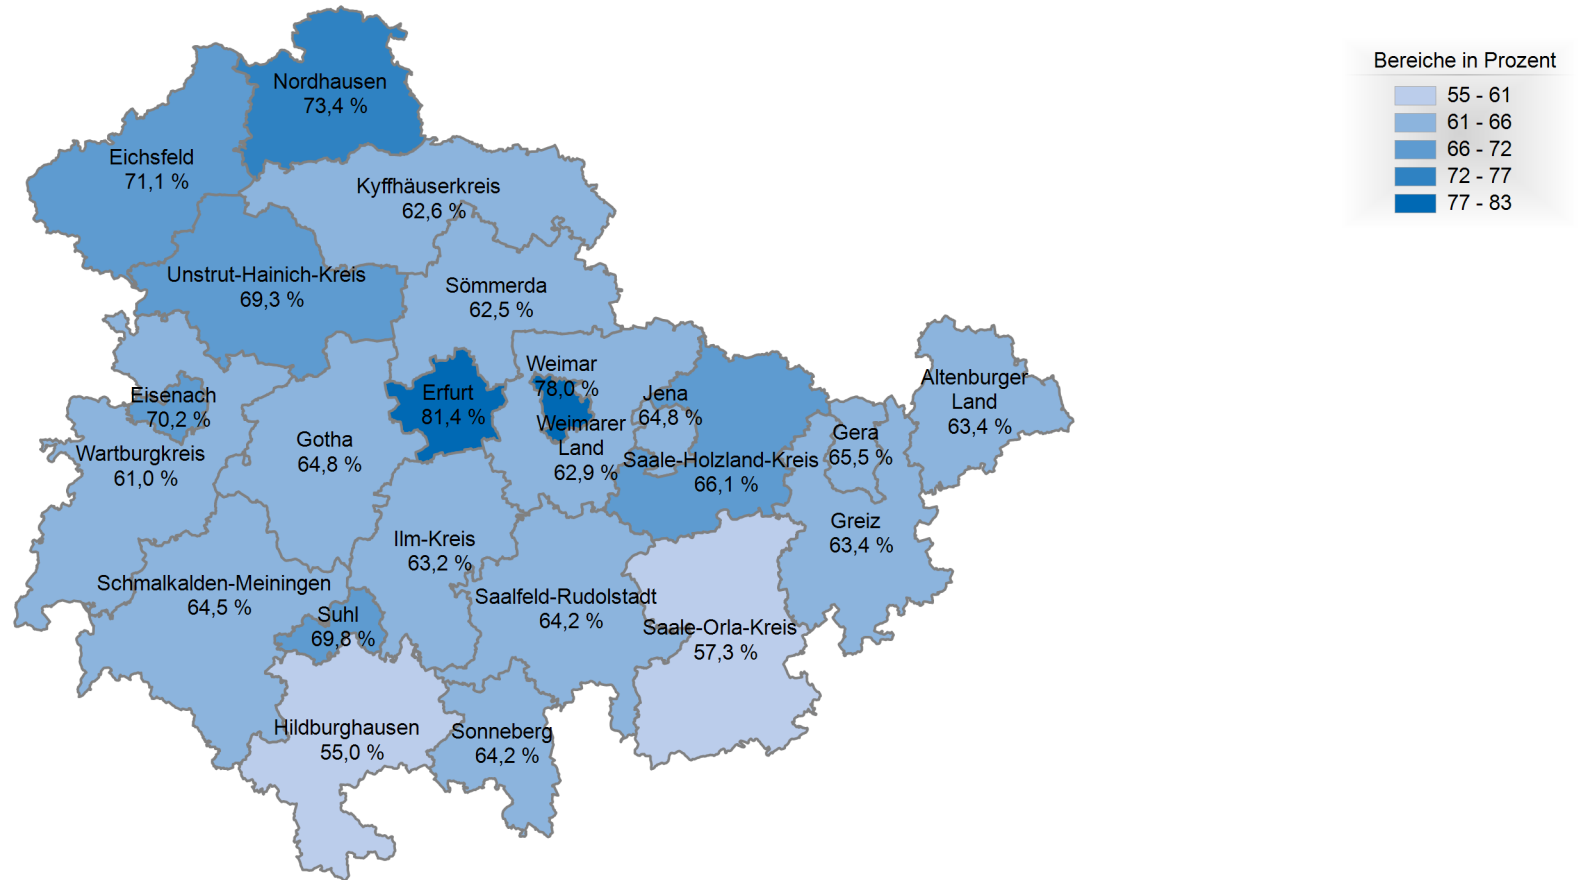 Bereiche in Prozent
55 - 61
61 - 66
66 - 72
72 - 77
77 - 83
Nordhausen
73,4 %
Eichsfeld
71,1 %
Kyffhäuserkreis
62,6 %
Unstrut-Hainich-Kreis
69,3 %
Sömmerda
62,5 %
Weimar
78,0 %
Erfurt
81,4 %
Eisenach
70,2 %
Jena
64,8 %
Altenburger
Land
63,4 %
Weimarer
Land
62,9 %
Gotha
64,8 %
Wartburgkreis
61,0 %
Gera
65,5 %
Saale-Holzland-Kreis
66,1 %
Greiz
63,4 %
Ilm-Kreis
63,2 %
Schmalkalden-Meiningen
64,5 %
Saalfeld-Rudolstadt
64,2 %
Suhl
69,8 %
Saale-Orla-Kreis
57,3 %
Hildburghausen
55,0 %
Sonneberg
64,2 %